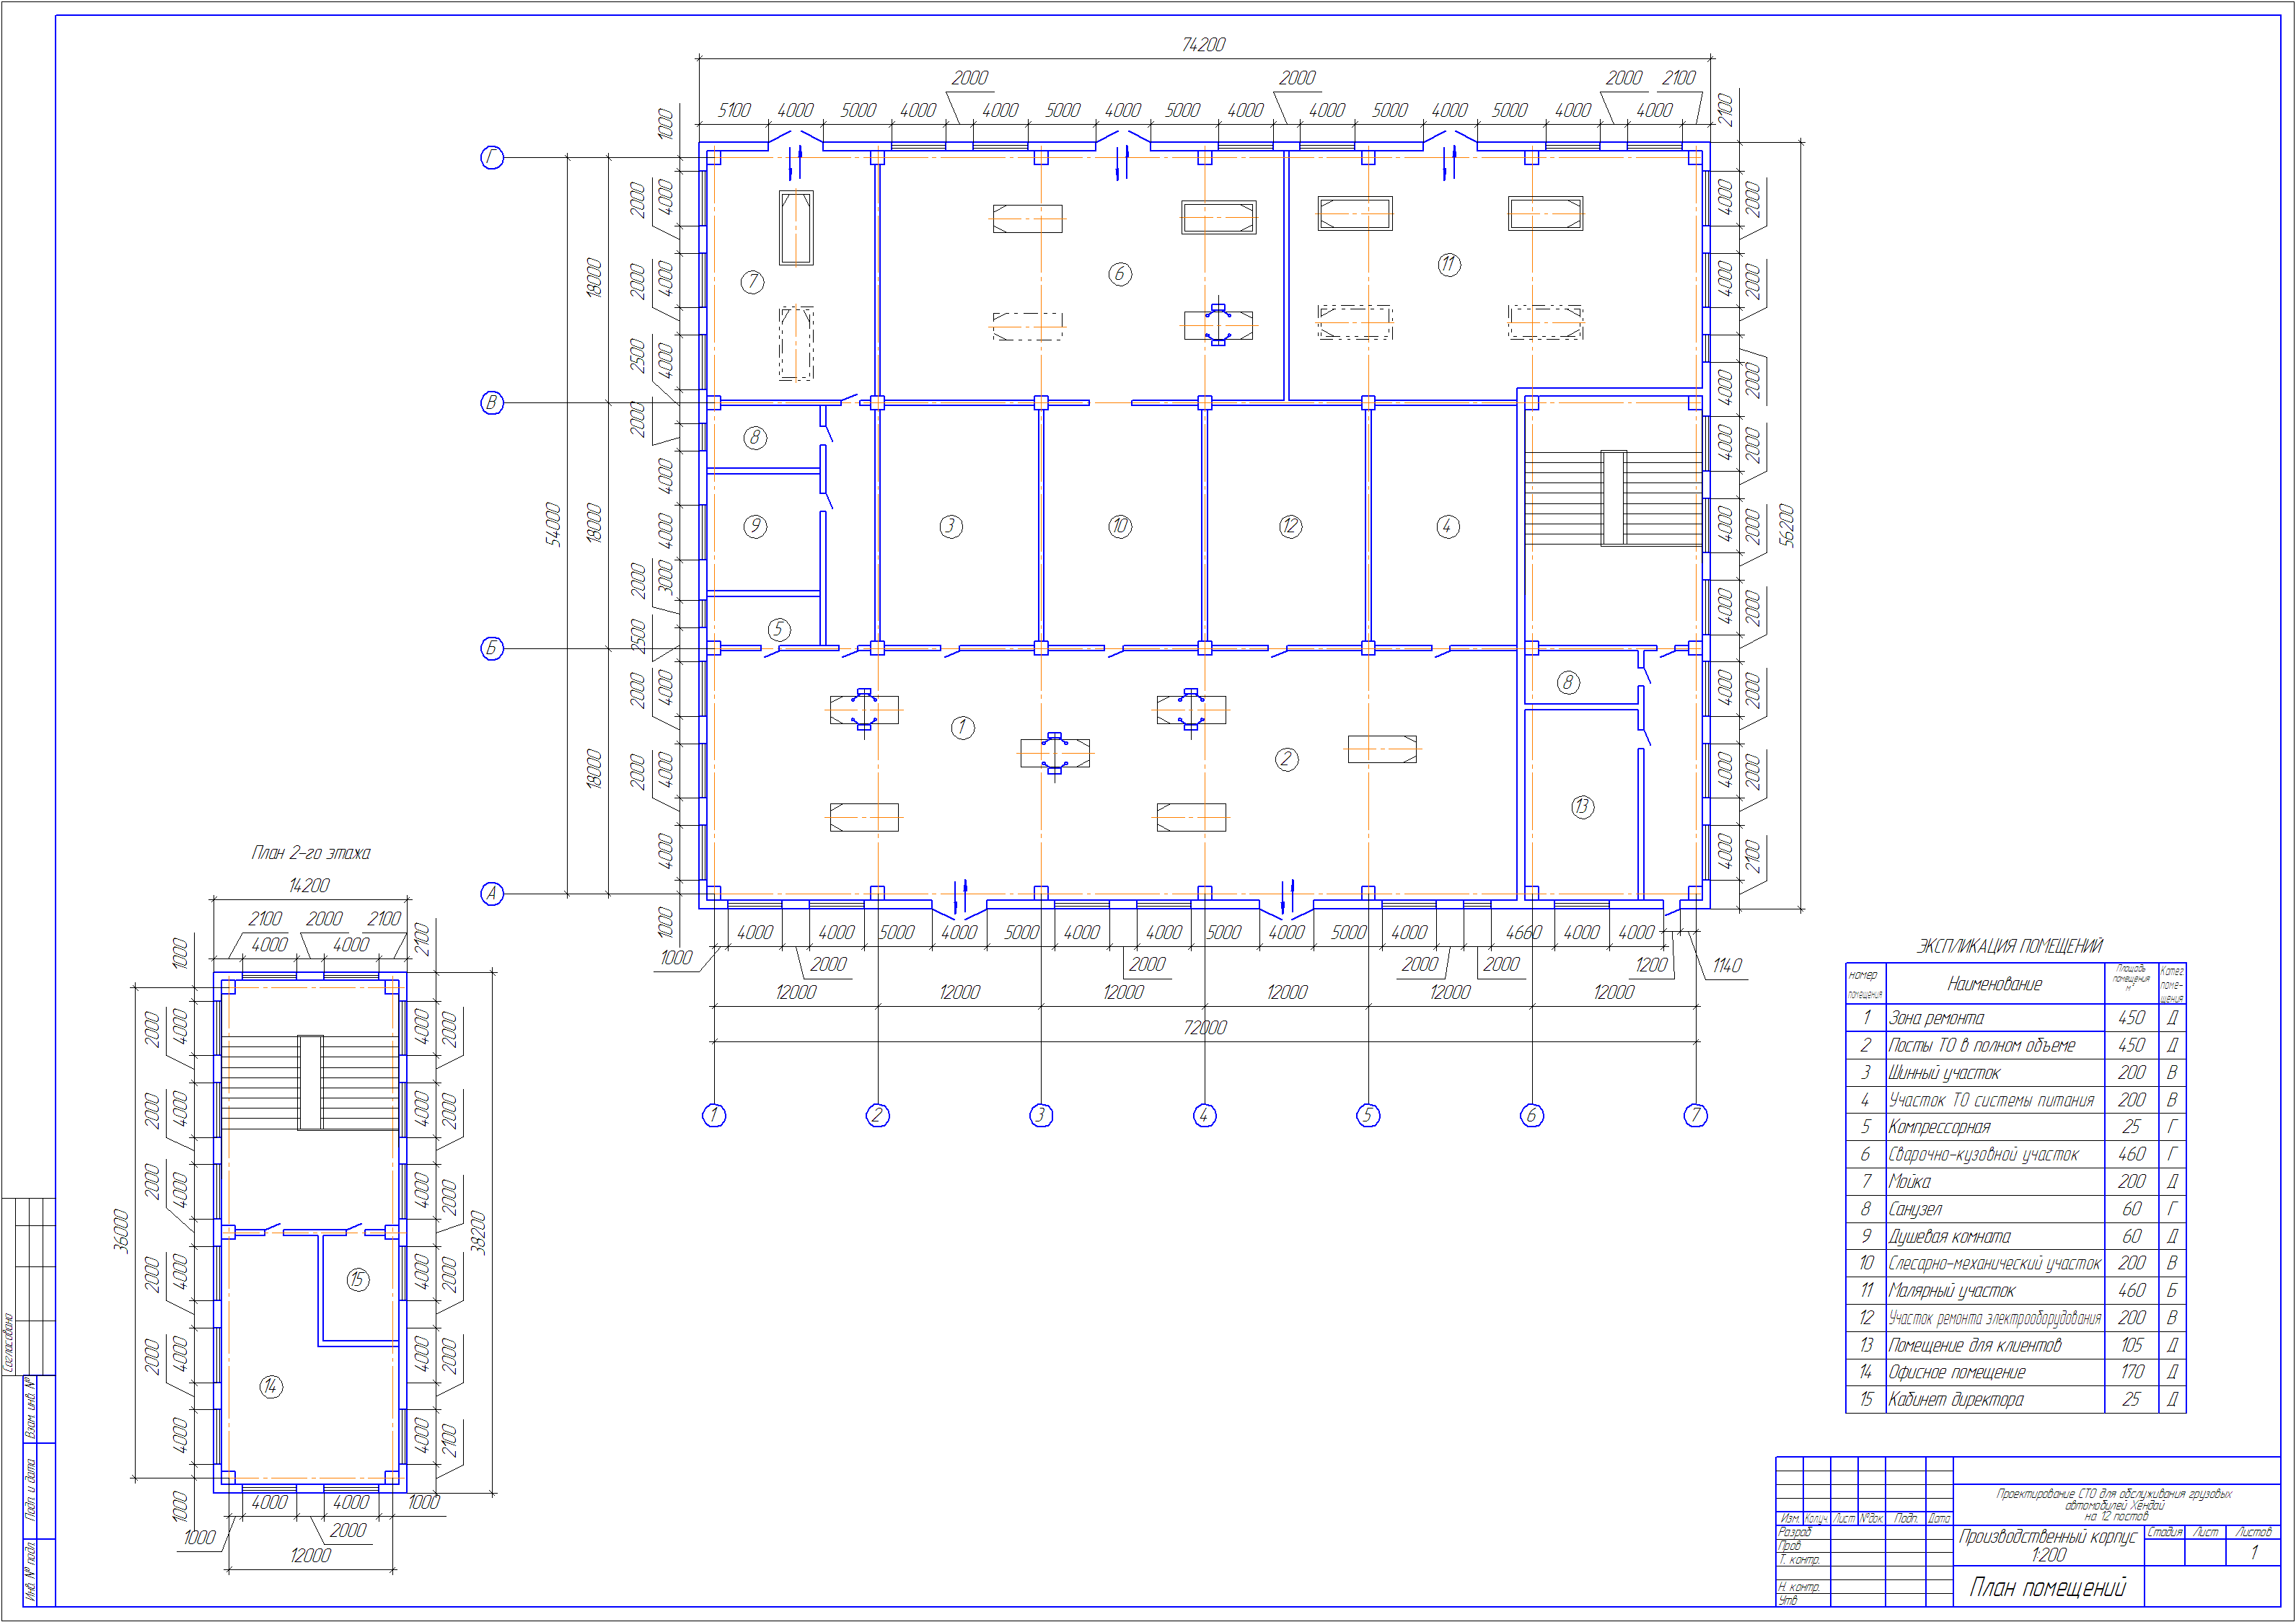 74200
2000 2000 2000 2100
5100 4000 5000 4000 4000 5000 4000 5000 4000 4000 5000 4000 5000 4000 4000
1000 2100
Г
В
Б
А
54000
18000 18000 18000
2000 2000 2500 2000 2000 2500 2000 2000
4000 4000 4000 4000 4000 3000 4000 4000 4000
1000
7 6 11
8
9 3 10 12 4
5
8
1 2
13
4000 4000 4000 4000 4000 4000 4000 4000 4000
2000 2000 2000 2000 2000 2000 2000 2000 2100
56200
4000 4000 5000 4000 5000 4000 4000 5000 4000 5000 4000 4660 4000 4000
1000 2000 2000 2000 2000 1200 1140
12000 12000 12000 12000 12000 12000
72000
1 2 3 4 5 6 7
План 2-го этажа
14200
2100 2000 2100
4000 4000
1000 2100
36000
2000 2000 2000 2000 2000
4000 4000 4000 4000 4000 4000
15
14
4000 4000 4000 4000 4000 4000
2000 2000 2000 2000 2000 2100
38200
1000
4000 4000 1000
1000 2000
12000
ЭКСПЛИКАЦИЯ ПОМЕЩЕНИЙ
номер помещения Наименование Площадь помещения м² Катег. поме-щения
1 Зона ремонта 450 Д
2 Посты ТО в полном объеме 450 Д
3 Шинный участок 200 В
4 Участок ТО системы питания 200 В
5 Компрессорная 25 Г
6 Сварочно-кузовной участок 460 Г
7 Мойка 200 Д
8 Санузел 60 Г
9 Душевая комната 60 Д
10 Слесарно-механический участок 200 В
11 Малярный участок 460 Б
12 Участок ремонта электрооборудования 200 В
13 Помещение для клиентов 105 Д
14 Офисное помещение 170 Д
15 Кабинет директора 25 Д
Проектирование СТО для обслуживания грузовых
автомобилей Хёндай
на 12 постов
Изм. Колуч Лист №док. Подп. Дата
Разраб
Пров
Т. контр.
Н. контр.
Утв
Производственный корпус
1:200
Стадия Лист Листов
1
План помещений
Согласовано
Взам. инв. №
Подп. и дата
Инв. № подл.